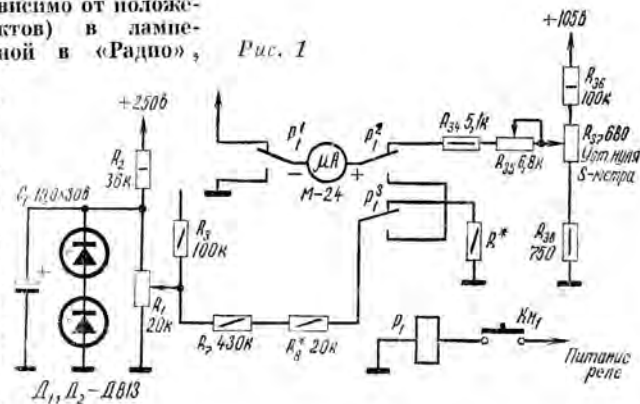 висимо от положе-
ктов) в лампе-
ной в «Радио»,
Рис. 1
+105В
R36
100к
+250В
R2
36к
C1 10,0×30В
+
R3
100к
R1
20к
Д1, Д2 – Д813
R7 430к
R8* 20к
P1¹
μА
–
+
М-24
P1²
P1³
R34 5,1к
R35 6,8к
R37 680
Уст. нуля
S-метра
R*
R38
750
P1
Кн1
Питание
реле